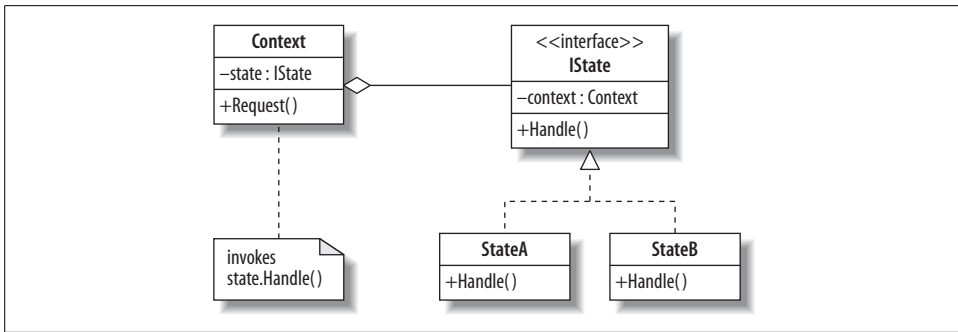 Context
–state : IState
+Request()
<<interface>>
IState
–context : Context
+Handle()
invokes
state.Handle()
StateA
+Handle()
StateB
+Handle()